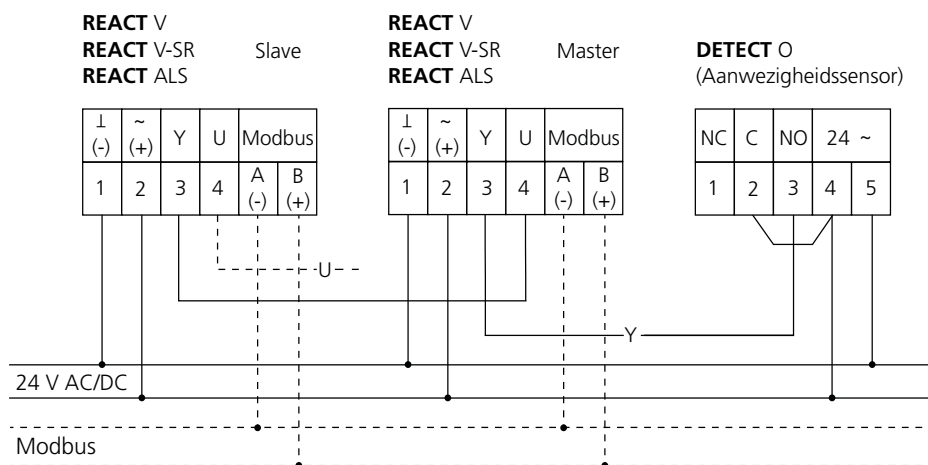 REACT V
REACT V-SR Slave
REACT ALS
REACT V
REACT V-SR Master
REACT ALS
DETECT O
(Aanwezigheidssensor)
⊥ (-) ~ (+) Y U Modbus
1 2 3 4 A (-) B (+)
⊥ (-) ~ (+) Y U Modbus
1 2 3 4 A (-) B (+)
NC C NO 24 ~
1 2 3 4 5
U
Y
24 V AC/DC
Modbus